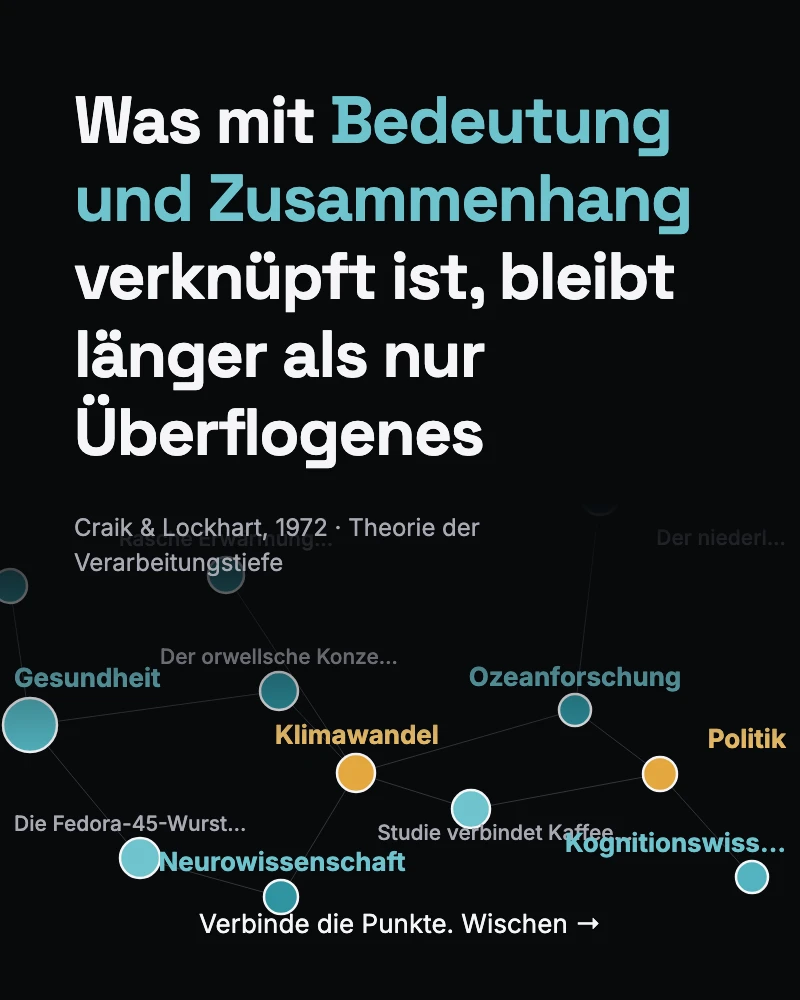 Was mit Bedeutung
und Zusammenhang
verknüpft ist, bleibt
länger als nur
Überflogenes
Craik & Lockhart, 1972 · Theorie der
Rasche Erwärmung...
Der niederl...
Verarbeitungstiefe
Der orwellsche Konze...
Gesundheit
Ozeanforschung
Klimawandel
Politik
Die Fedora-45-Wurst...
Studie verbindet Kaffee...
Kognitionswiss...
Neurowissenschaft
Verbinde die Punkte. Wischen →